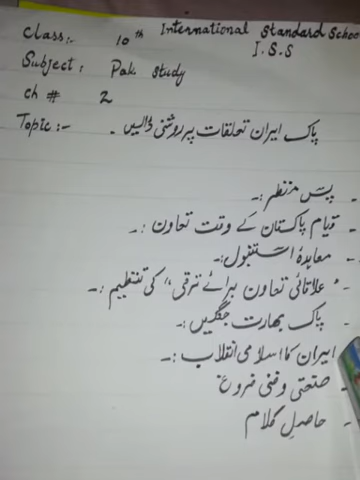 Class:- 10th International Standard School
I.S.S
Subject: Pak Study
Ch # 2
Topic:- پاک ایران تعلقات پر روشنی ڈالیں۔
- پسِ منظر:-
- قیام پاکستان کے وقت تعاون:-
- معاہدۂ استنبول:-
- "علاقائی تعاون برائے ترقی" کی تنظیم:-
- پاک بھارت جنگیں:-
ایران کا اسلامی انقلاب:-
- صنعتی و فنی فروغ
- حاصلِ کلام